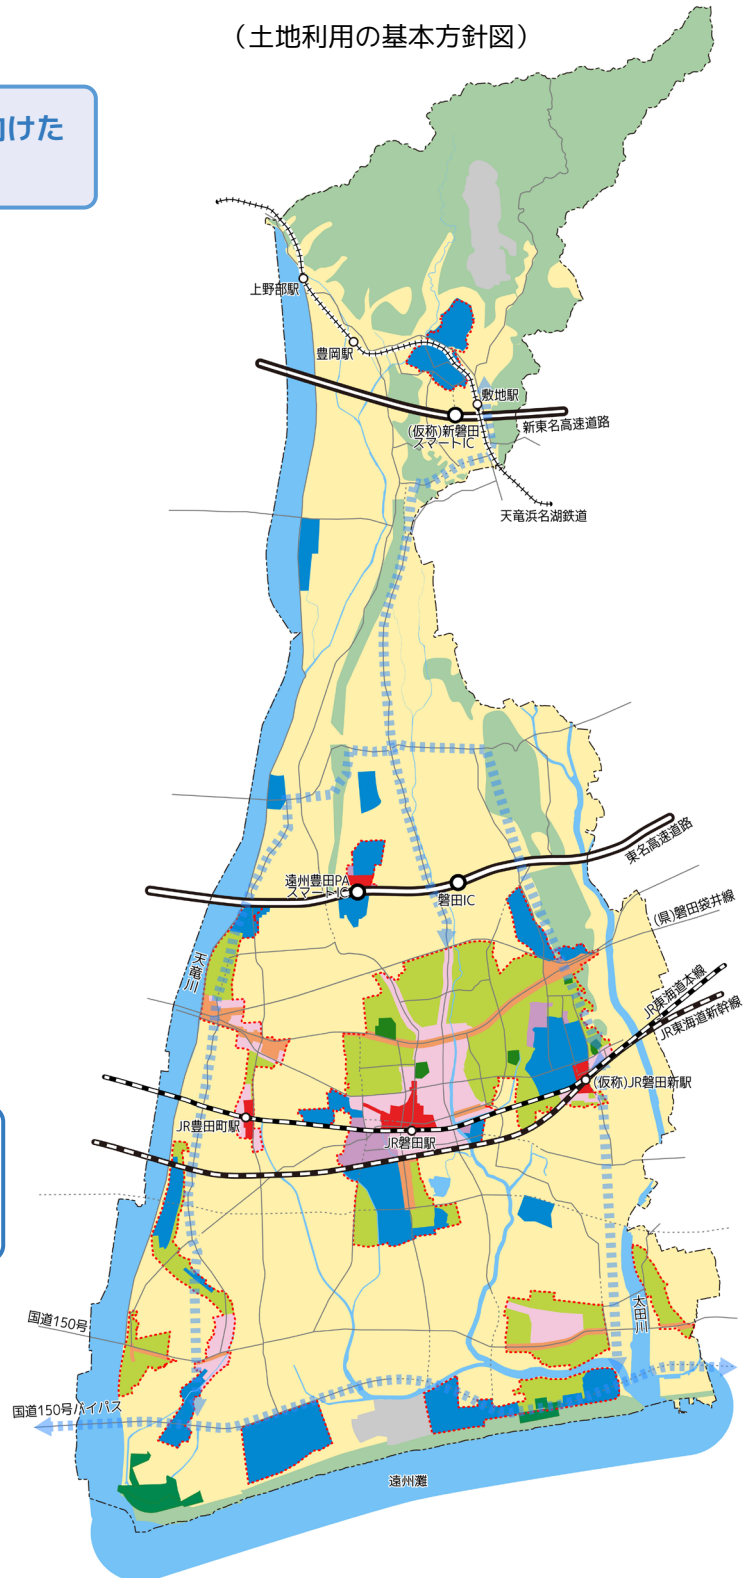 （土地利用の基本方針図）
けた
上野部駅
豊岡駅
敷地駅
(仮称)新磐田
スマートIC
新東名高速道路
天竜浜名湖鉄道
東名高速道路
遠州豊田PA
スマートIC
磐田IC
(県)磐田袋井線
天竜川
JR東海道本線
JR東海道新幹線
(仮称)JR磐田新駅
JR豊田町駅
JR磐田駅
国道150号
太田川
国道150号バイパス
遠州灘